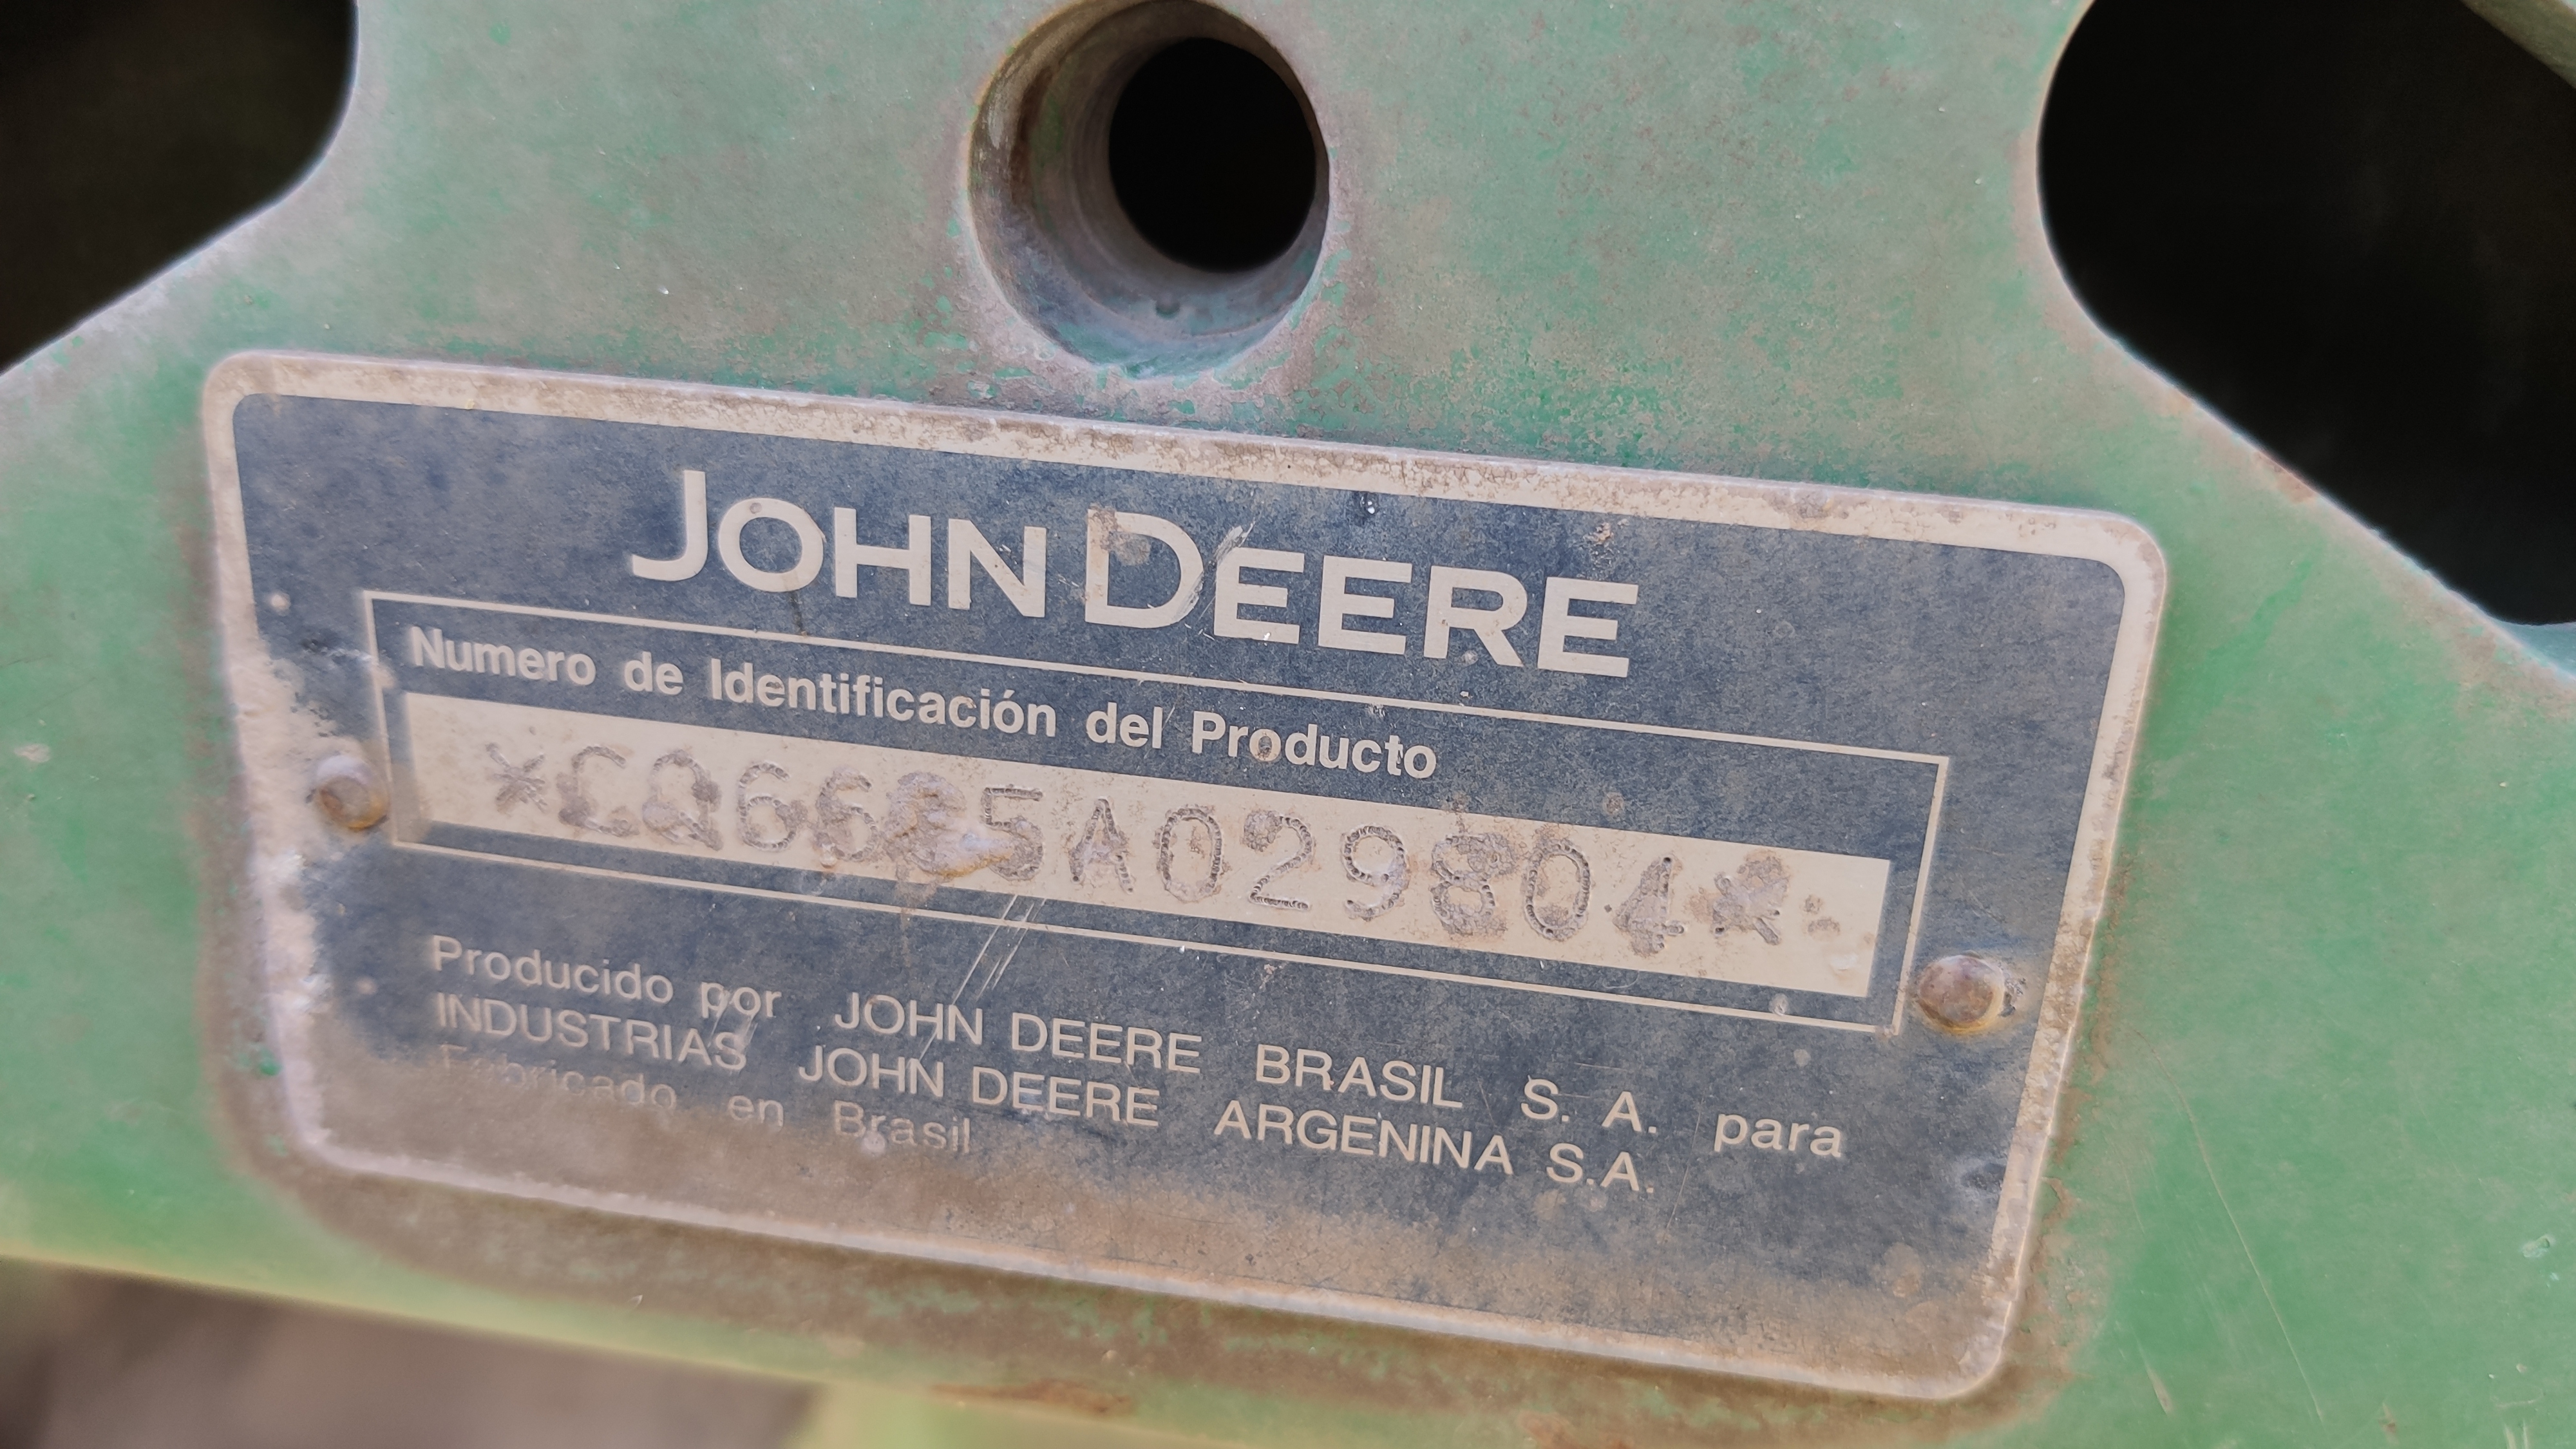 JOHN DEERE
Numero de Identificación del Producto
*CQ6605A029804*
Producido por JOHN DEERE BRASIL S. A. para
INDUSTRIAS JOHN DEERE ARGENINA S.A.
Fabricado en Brasil